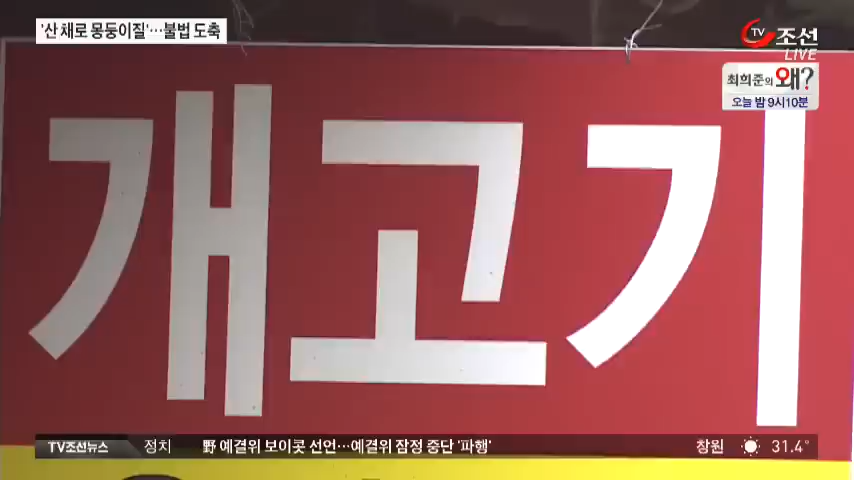 '산 채로 몽둥이질'…불법 도축
TV 조선
LIVE
최희준의 왜?
오늘 밤 9시10분
개고기
TV조선뉴스 정치 野 예결위 보이콧 선언…예결위 잠정 중단 '파행' 창원 31.4°